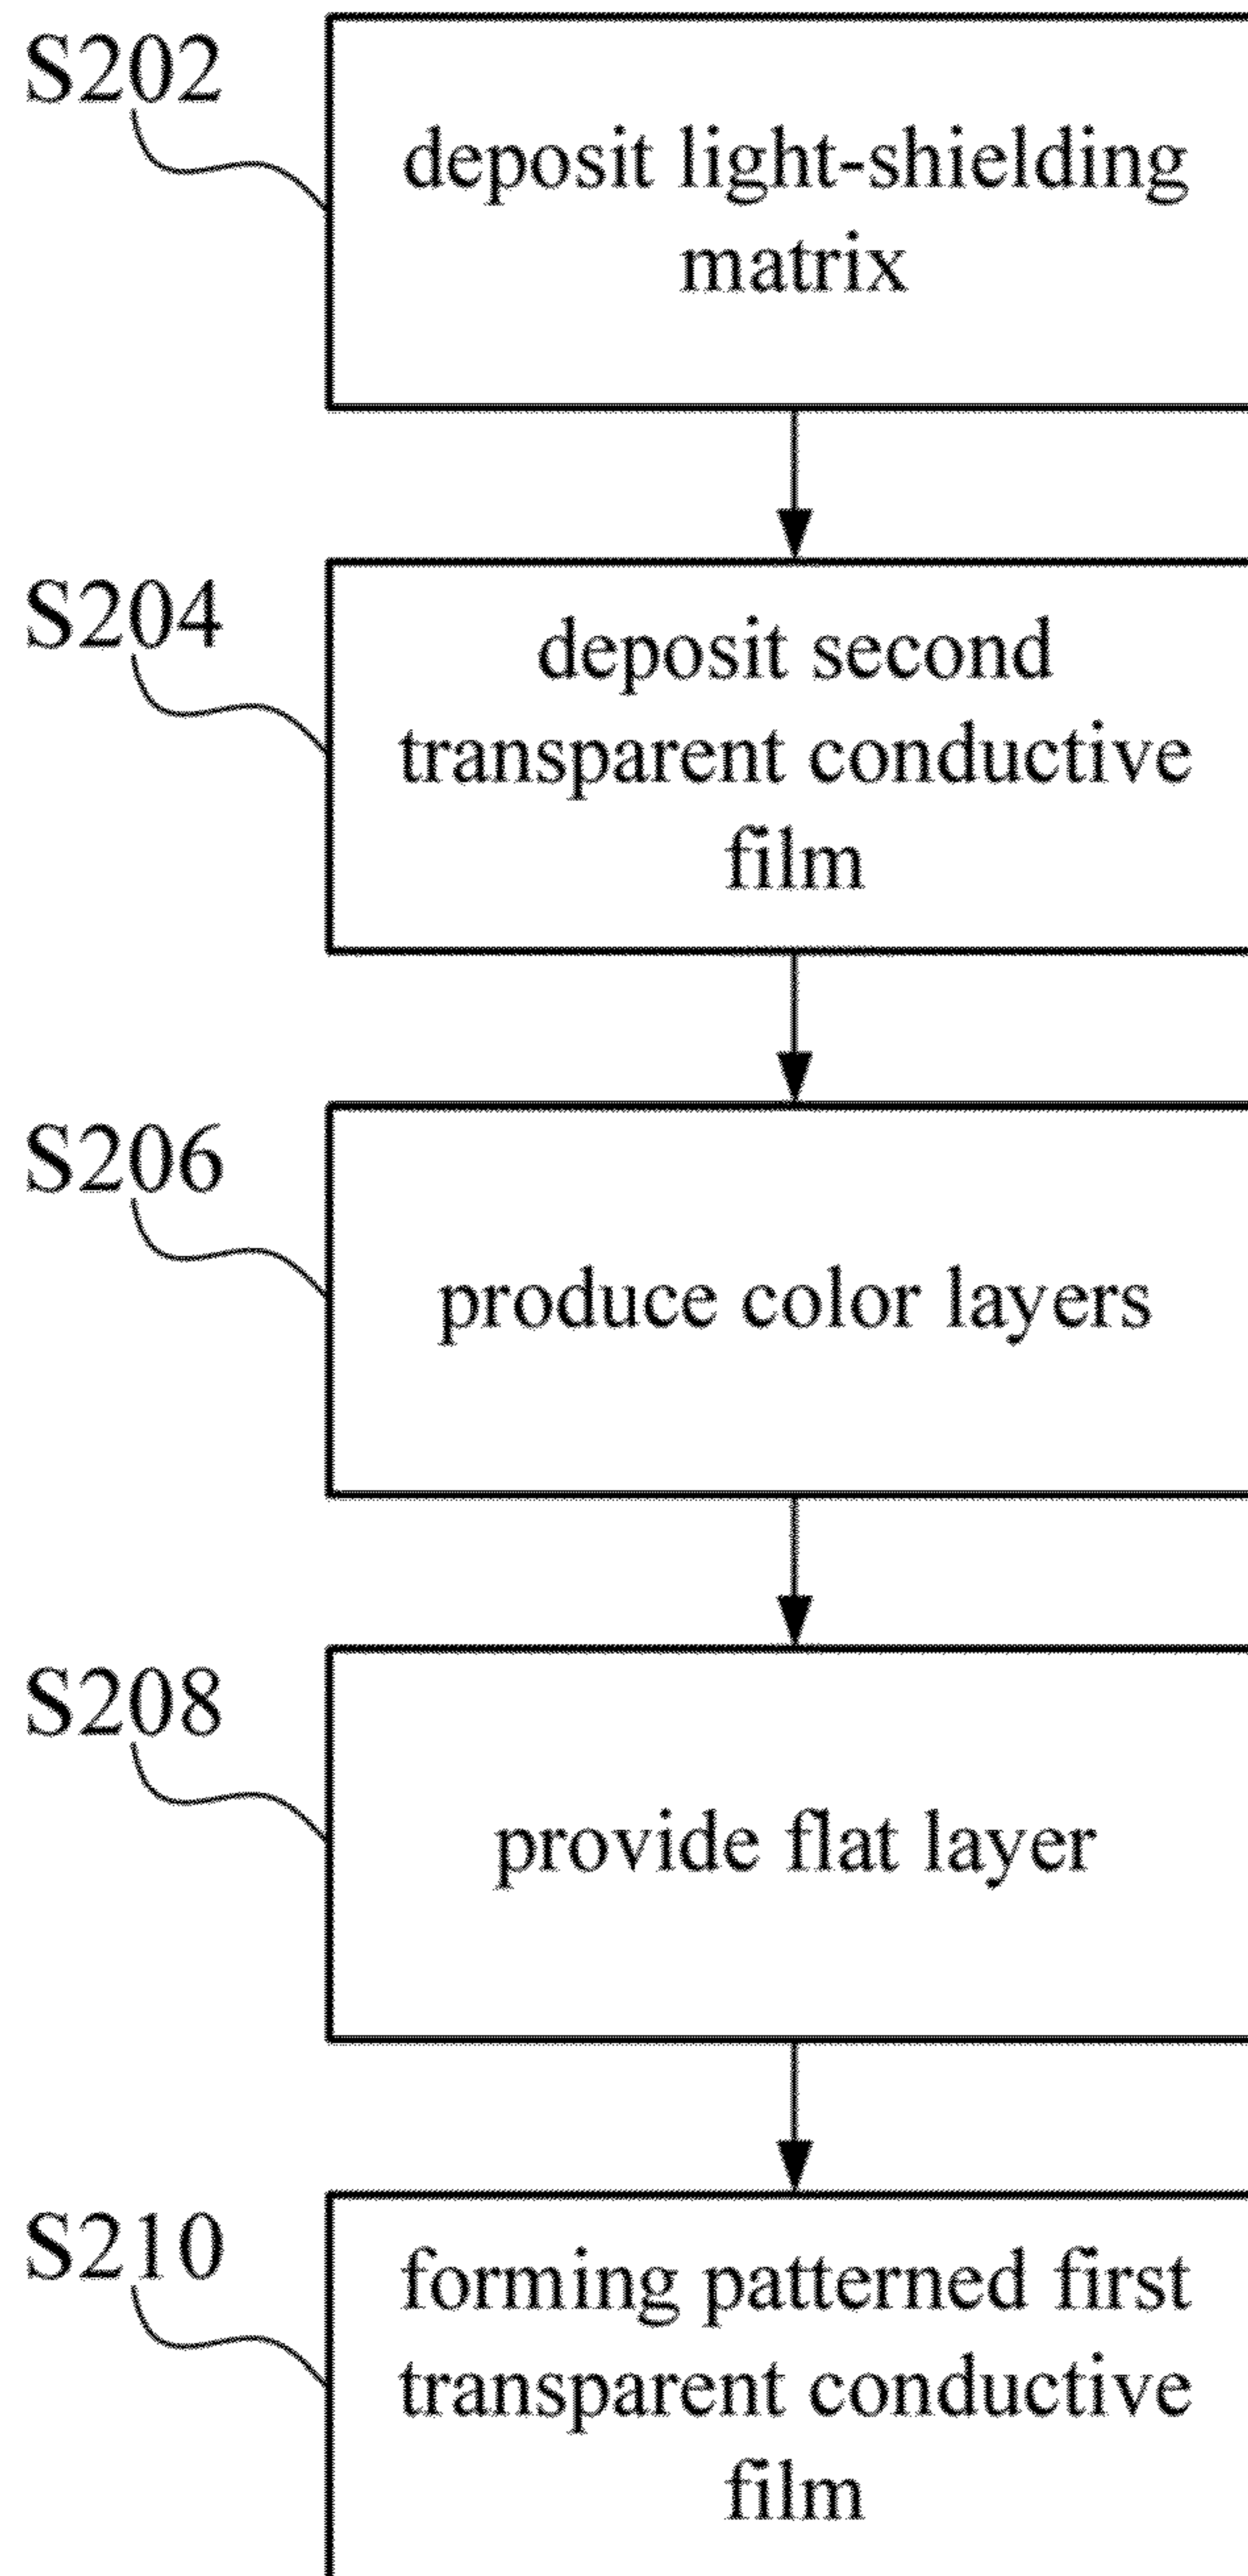 S202
deposit light-shielding
matrix
S204
deposit second
transparent conductive
film
S206
produce color layers
S208
provide flat layer
S210
forming patterned first
transparent conductive
film